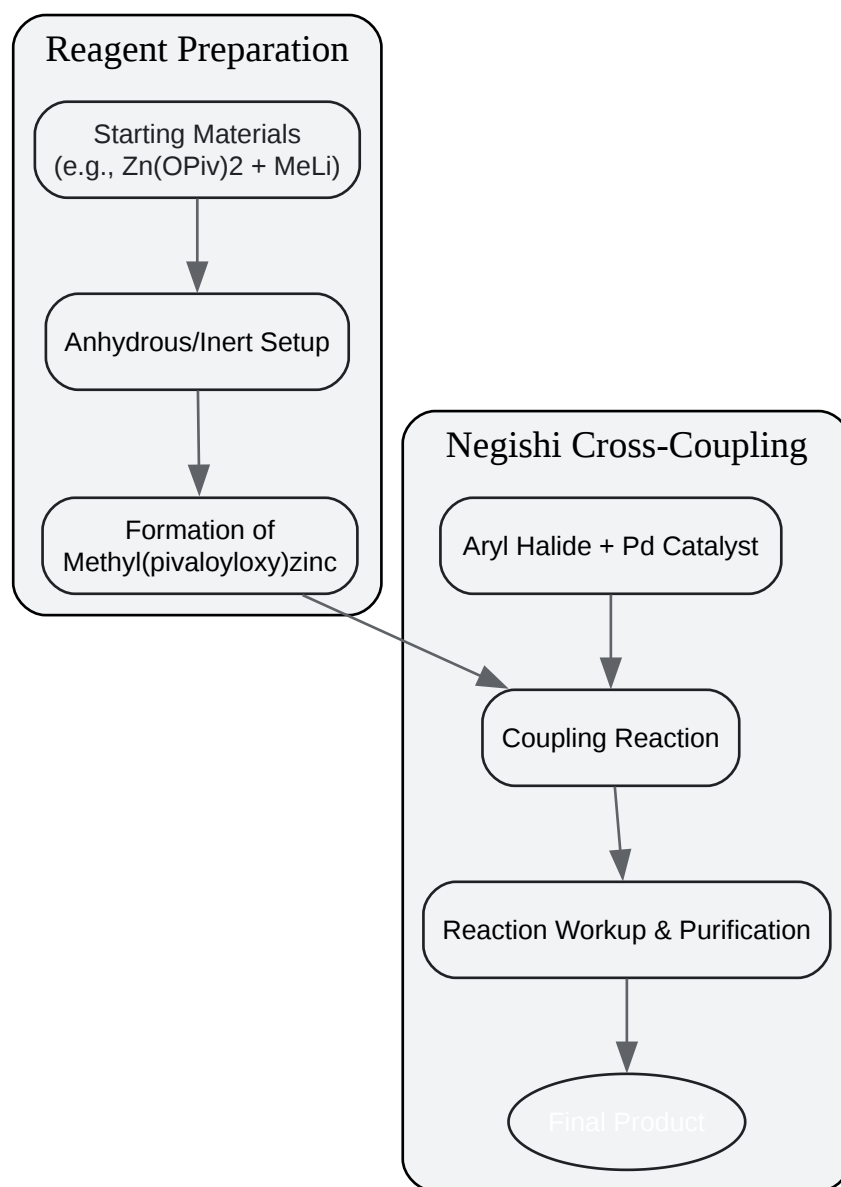 Reagent Preparation
Starting Materials
(e.g., Zn(OPiv)2 + MeLi)
Anhydrous/Inert Setup
Formation of
Methyl(pivaloyloxy)zinc
Negishi Cross-Coupling
Aryl Halide + Pd Catalyst
Coupling Reaction
Reaction Workup & Purification
Final Product